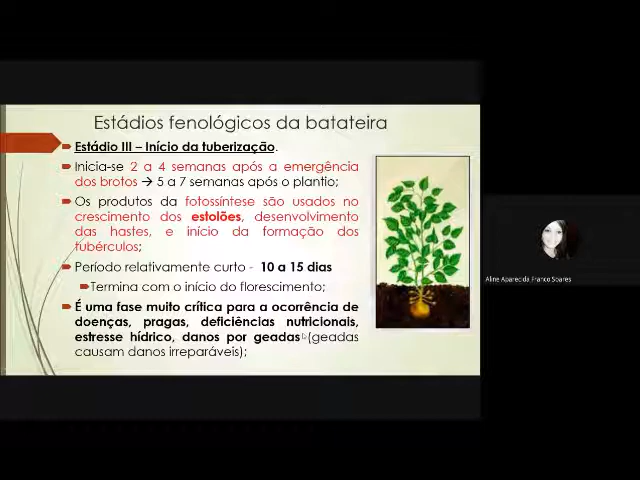 Estádios fenológicos da batateira
Estádio III – Início da tuberização.
Inicia-se 2 a 4 semanas após a emergência
dos brotos → 5 a 7 semanas após o plantio;
Os produtos da fotossíntese são usados no
crescimento dos estolões, desenvolvimento
das hastes, e início da formação dos
tubérculos;
Período relativamente curto - 10 a 15 dias
Termina com o início do florescimento;
É uma fase muito crítica para a ocorrência de
doenças, pragas, deficiências nutricionais,
estresse hídrico, danos por geadas (geadas
causam danos irreparáveis);
Aline Aparecida Franco Soares